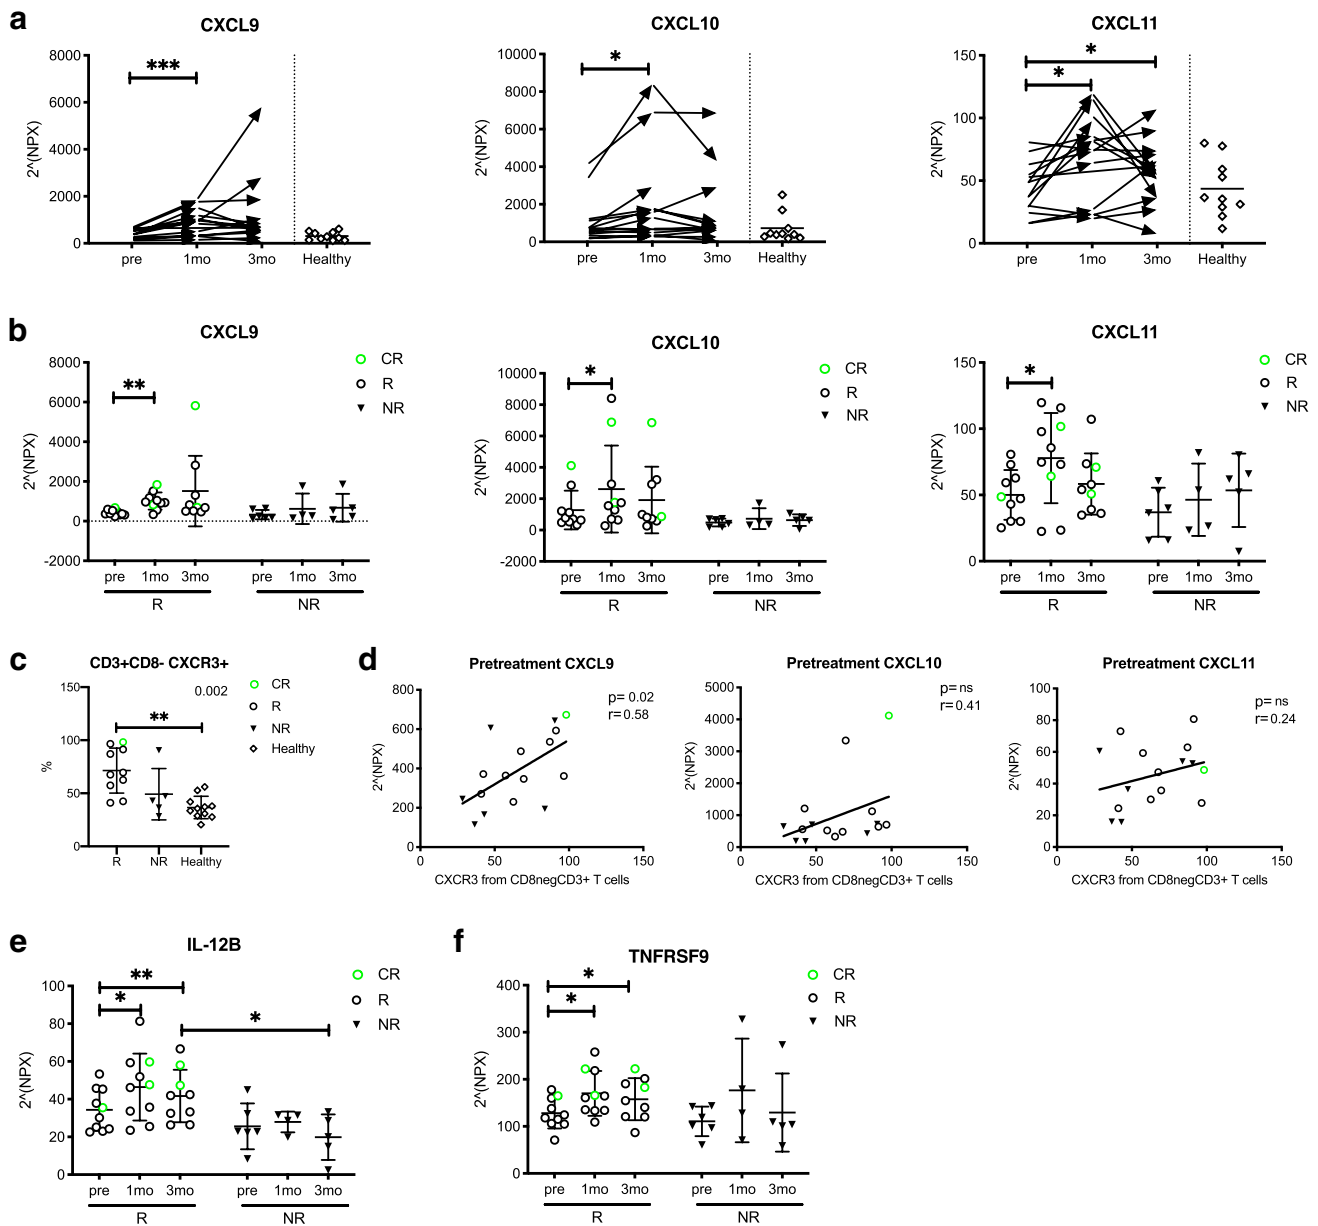 a
CXCL9
8000
6000
4000
2000
0
2^(NPX)
***
pre 1mo 3mo Healthy
CXCL10
10000
8000
6000
4000
2000
0
2^(NPX)
*
pre 1mo 3mo Healthy
CXCL11
150
100
50
0
2^(NPX)
*
*
pre 1mo 3mo Healthy
b
CXCL9
8000
6000
4000
2000
0
-2000
2^(NPX)
**
CR
R
NR
pre 1mo 3mo pre 1mo 3mo
R NR
CXCL10
10000
8000
6000
4000
2000
0
-2000
2^(NPX)
*
CR
R
NR
pre 1mo 3mo pre 1mo 3mo
R NR
CXCL11
150
100
50
0
2^(NPX)
*
CR
R
NR
pre 1mo 3mo pre 1mo 3mo
R NR
c
CD3+CD8- CXCR3+
150
100
50
0
%
0.002
**
CR
R
NR
Healthy
R NR Healthy
d
Pretreatment CXCL9
800
600
400
200
0
2^(NPX)
p= 0.02
r=0.58
0 50 100 150
CXCR3 from CD8negCD3+ T cells
Pretreatment CXCL10
5000
4000
3000
2000
1000
0
2^(NPX)
p= ns
r=0.41
0 50 100 150
CXCR3 from CD8negCD3+ T cells
Pretreatment CXCL11
100
80
60
40
20
0
2^(NPX)
p= ns
r=0.24
0 50 100 150
CXCR3 from CD8negCD3+ T cells
e
IL-12B
100
80
60
40
20
0
2^(NPX)
**
*
*
CR
R
NR
pre 1mo 3mo pre 1mo 3mo
R NR
f
TNFRSF9
400
300
200
100
0
2^(NPX)
*
*
CR
R
NR
pre 1mo 3mo pre 1mo 3mo
R NR